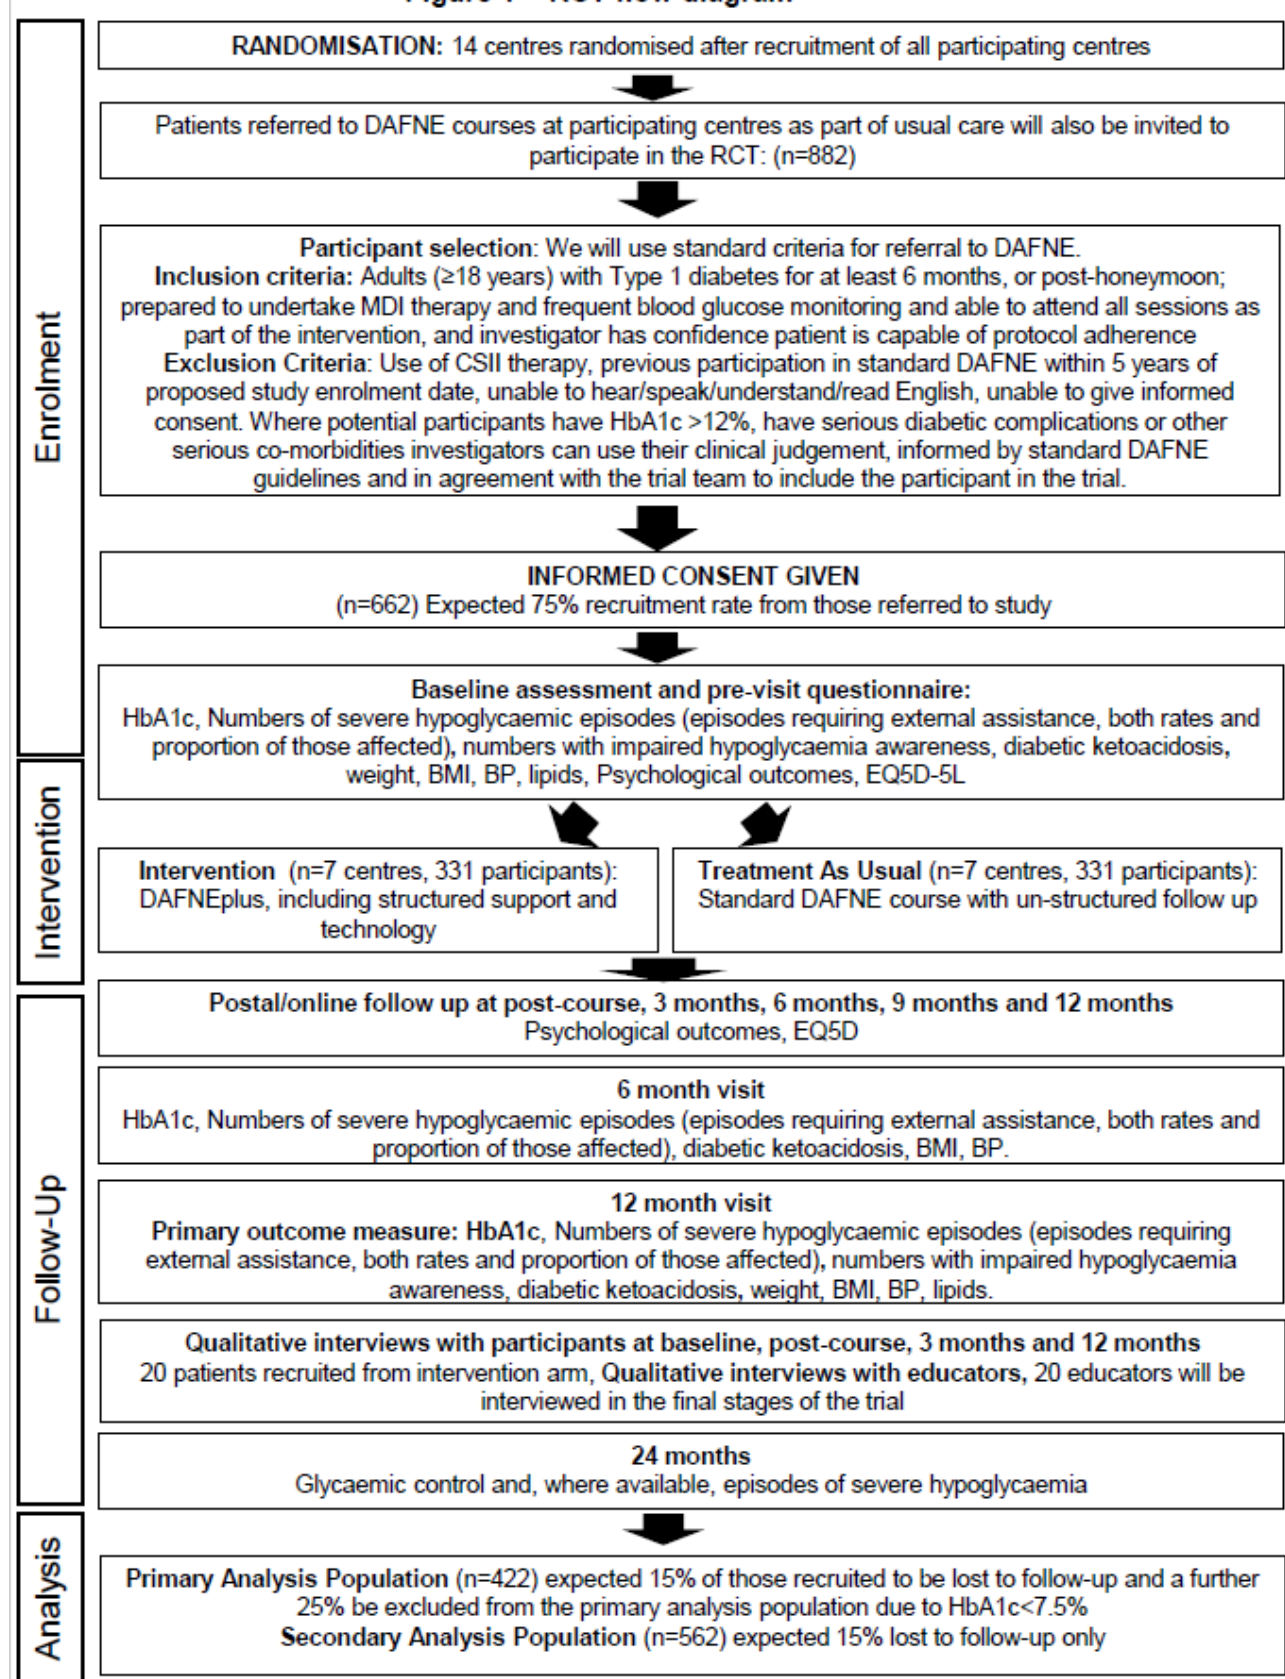 Figure 1 – RCT flow diagram
Enrolment
RANDOMISATION: 14 centres randomised after recruitment of all participating centres
Patients referred to DAFNE courses at participating centres as part of usual care will also be invited to
participate in the RCT: (n=882)
Participant selection: We will use standard criteria for referral to DAFNE.
Inclusion criteria: Adults (≥18 years) with Type 1 diabetes for at least 6 months, or post-honeymoon;
prepared to undertake MDI therapy and frequent blood glucose monitoring and able to attend all sessions as
part of the intervention, and investigator has confidence patient is capable of protocol adherence
Exclusion Criteria: Use of CSII therapy, previous participation in standard DAFNE within 5 years of
proposed study enrolment date, unable to hear/speak/understand/read English, unable to give informed
consent. Where potential participants have HbA1c >12%, have serious diabetic complications or other
serious co-morbidities investigators can use their clinical judgement, informed by standard DAFNE
guidelines and in agreement with the trial team to include the participant in the trial.
INFORMED CONSENT GIVEN
(n=662) Expected 75% recruitment rate from those referred to study
Baseline assessment and pre-visit questionnaire:
HbA1c, Numbers of severe hypoglycaemic episodes (episodes requiring external assistance, both rates and
proportion of those affected), numbers with impaired hypoglycaemia awareness, diabetic ketoacidosis,
weight, BMI, BP, lipids, Psychological outcomes, EQ5D-5L
Intervention
Intervention (n=7 centres, 331 participants):
DAFNEplus, including structured support and
technology
Treatment As Usual (n=7 centres, 331 participants):
Standard DAFNE course with un-structured follow up
Follow-Up
Postal/online follow up at post-course, 3 months, 6 months, 9 months and 12 months
Psychological outcomes, EQ5D
6 month visit
HbA1c, Numbers of severe hypoglycaemic episodes (episodes requiring external assistance, both rates and
proportion of those affected), diabetic ketoacidosis, BMI, BP.
12 month visit
Primary outcome measure: HbA1c, Numbers of severe hypoglycaemic episodes (episodes requiring
external assistance, both rates and proportion of those affected), numbers with impaired hypoglycaemia
awareness, diabetic ketoacidosis, weight, BMI, BP, lipids.
Qualitative interviews with participants at baseline, post-course, 3 months and 12 months
20 patients recruited from intervention arm, Qualitative interviews with educators, 20 educators will be
interviewed in the final stages of the trial
24 months
Glycaemic control and, where available, episodes of severe hypoglycaemia
Analysis
Primary Analysis Population (n=422) expected 15% of those recruited to be lost to follow-up and a further
25% be excluded from the primary analysis population due to HbA1c<7.5%
Secondary Analysis Population (n=562) expected 15% lost to follow-up only